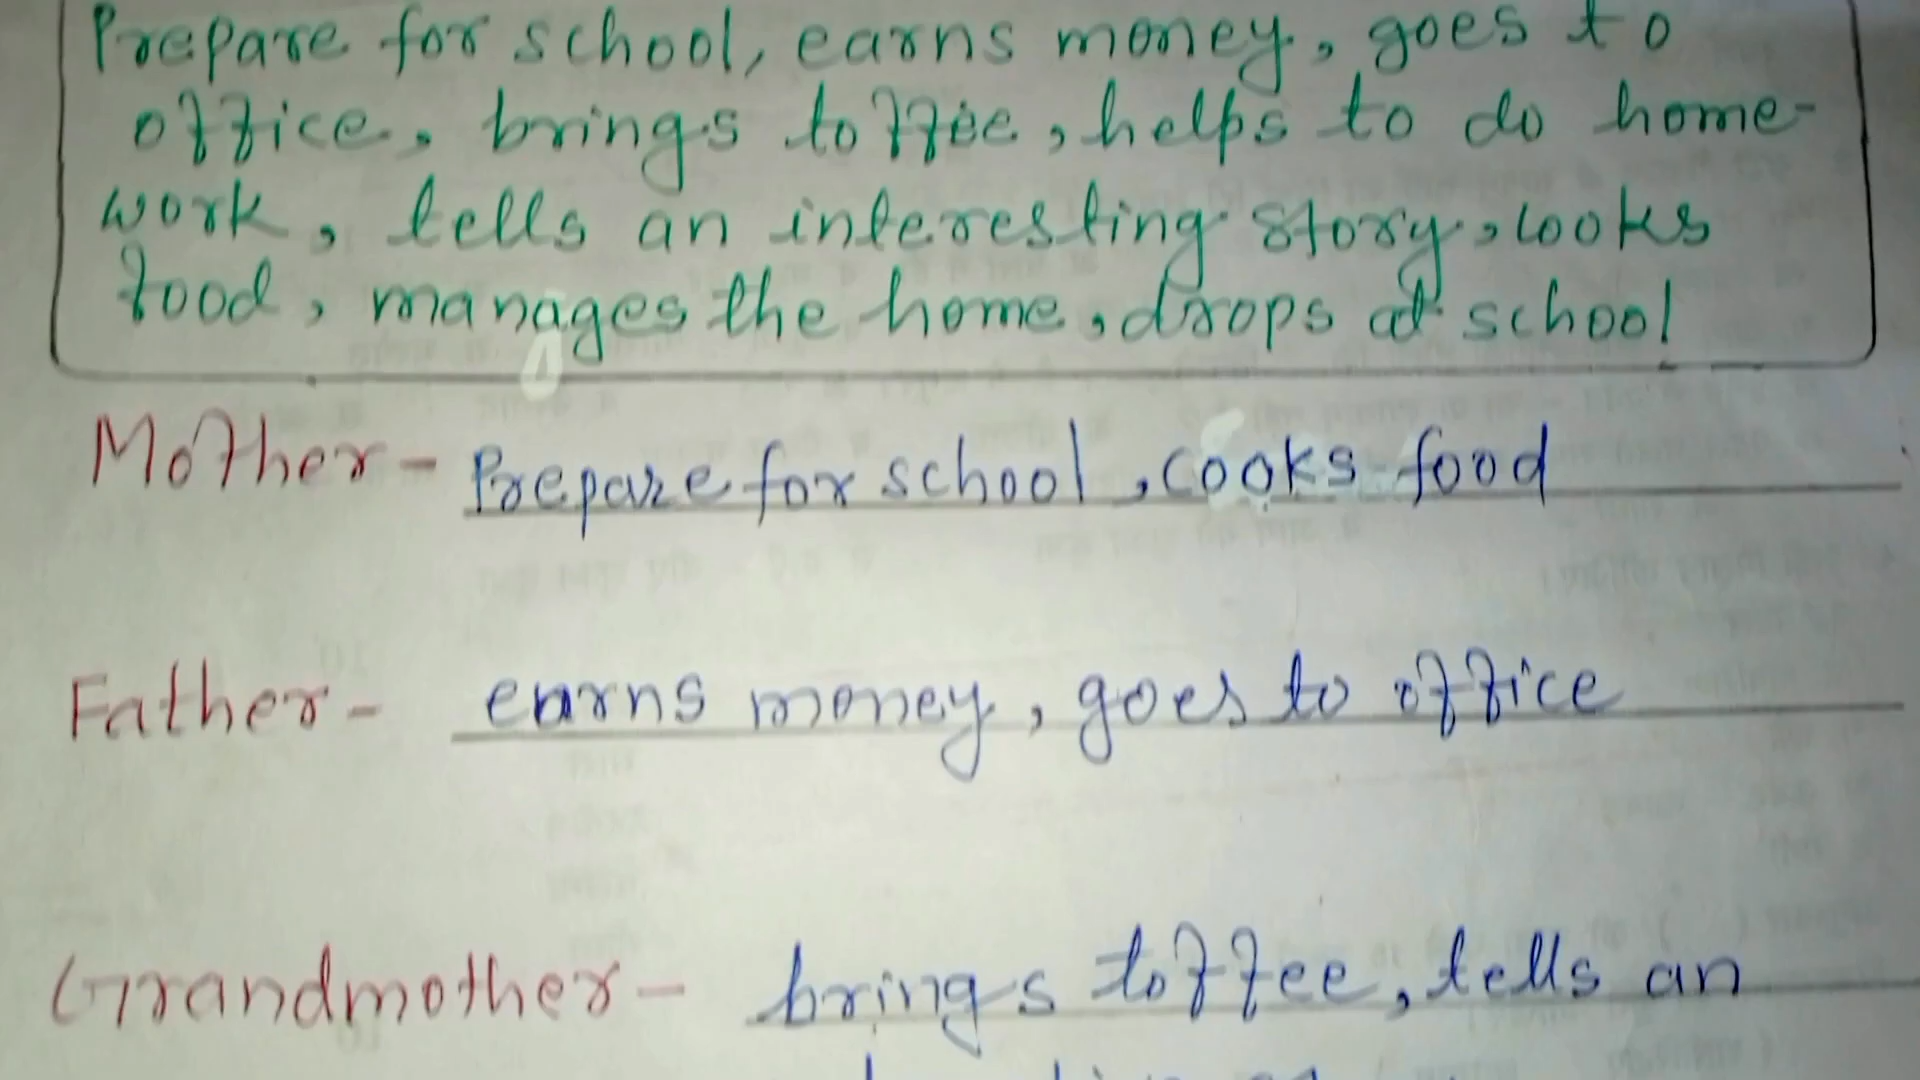 Prepare for school, earns money, goes to
office, brings toffee, helps to do home-
work, tells an interesting story, cooks
food, manages the home, drops at school
Mother- Prepare for school, cooks food
Father- earns money, goes to office
Grandmother- brings toffee, tells an